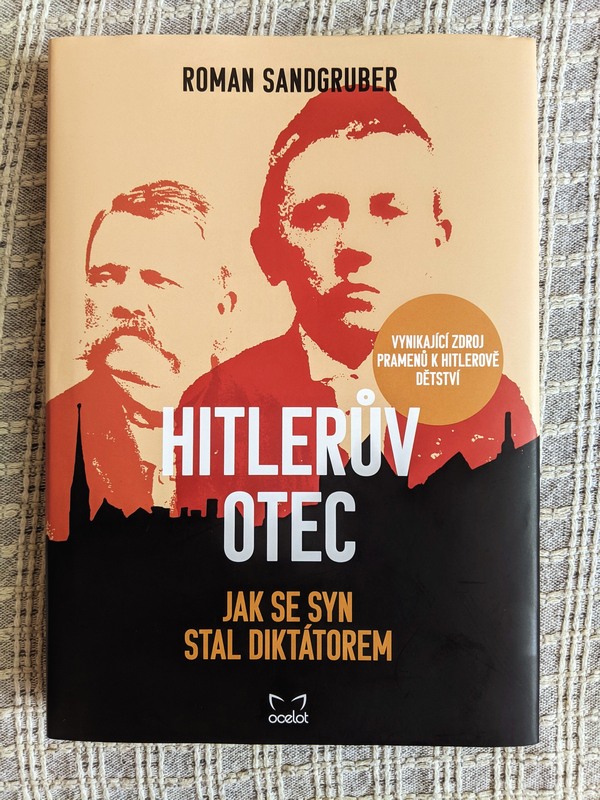 ROMAN SANDGRUBER
VYNIKAJÍCÍ ZDROJ
PRAMENŮ K HITLEROVĚ
DĚTSTVÍ
HITLERŮV
OTEC
JAK SE SYN
STAL DIKTÁTOREM
ocelot